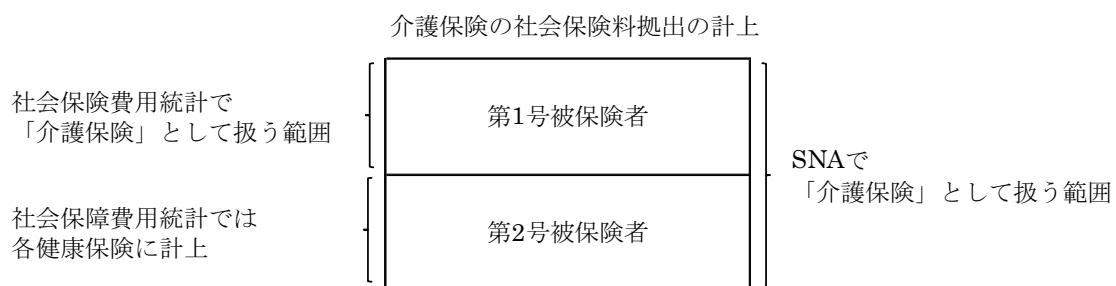 介護保険の社会保険料拠出の計上
社会保険費用統計で
「介護保険」として扱う範囲
第1号被保険者
SNAで
「介護保険」として扱う範囲
社会保障費用統計では
各健康保険に計上
第2号被保険者